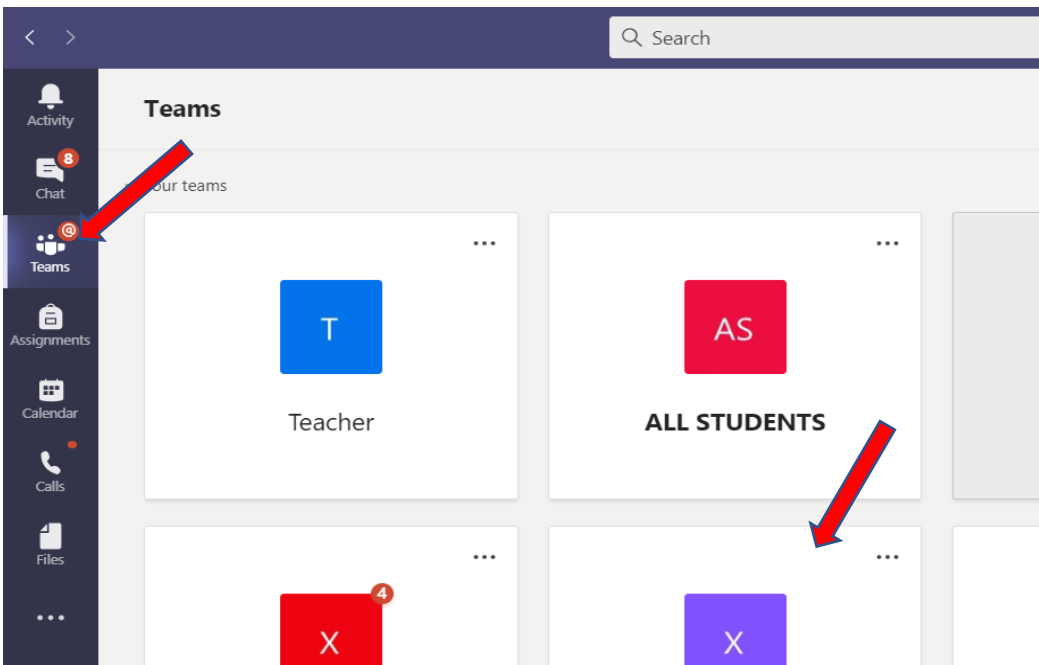 Search
Activity
Teams
8
Chat
our teams
@
Teams
T
AS
Assignments
Teacher
ALL STUDENTS
Calendar
Calls
Files
4
X
X